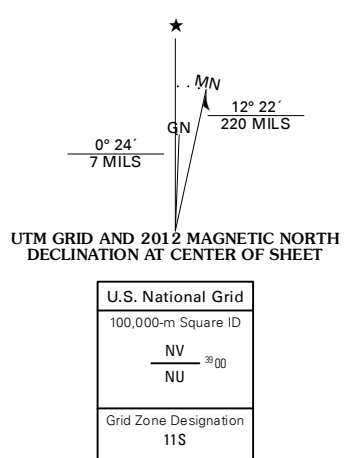 ★
MN
GN
12° 22´
220 MILS
0° 24´
7 MILS
UTM GRID AND 2012 MAGNETIC NORTH
DECLINATION AT CENTER OF SHEET
U.S. National Grid
100,000-m Square ID
NV
3900
NU
Grid Zone Designation
11S